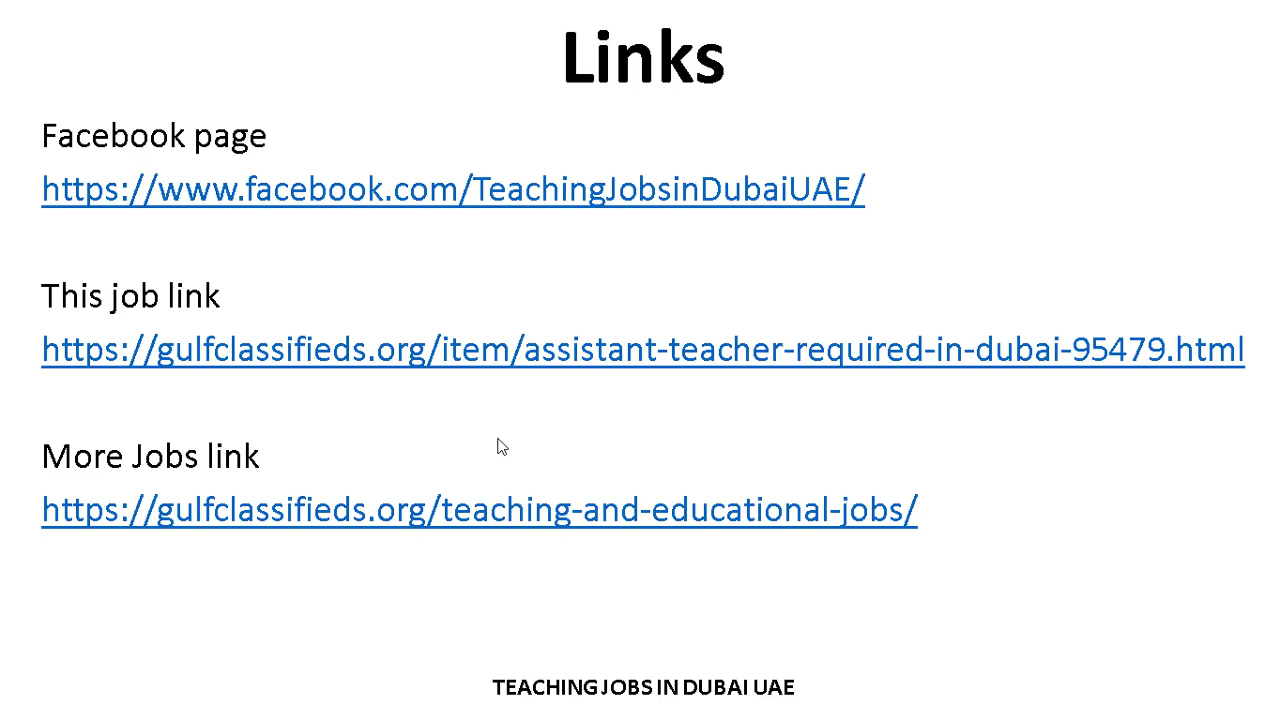 Links
Facebook page
https://www.facebook.com/TeachingJobsinDubaiUAE/
This job link
https://gulfclassifieds.org/item/assistant-teacher-required-in-dubai-95479.html
More Jobs link
https://gulfclassifieds.org/teaching-and-educational-jobs/
TEACHING JOBS IN DUBAI UAE